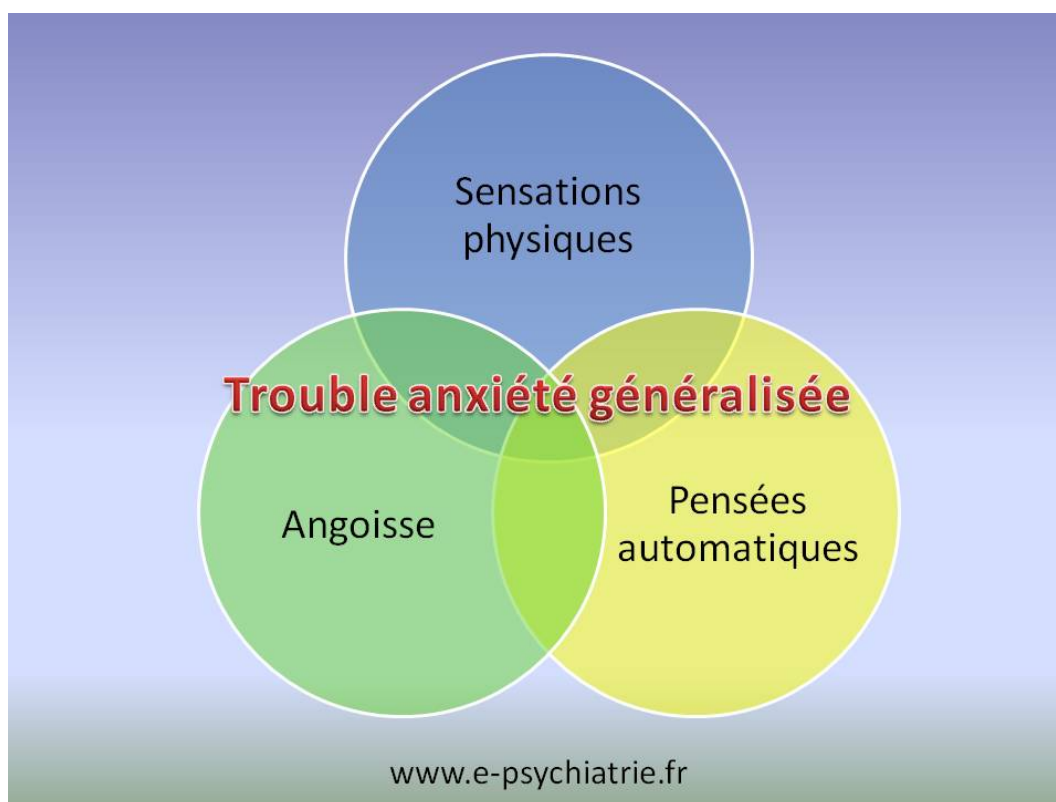 Sensations
physiques
Trouble anxiété généralisée
Angoisse
Pensées
automatiques
www.e-psychiatrie.fr